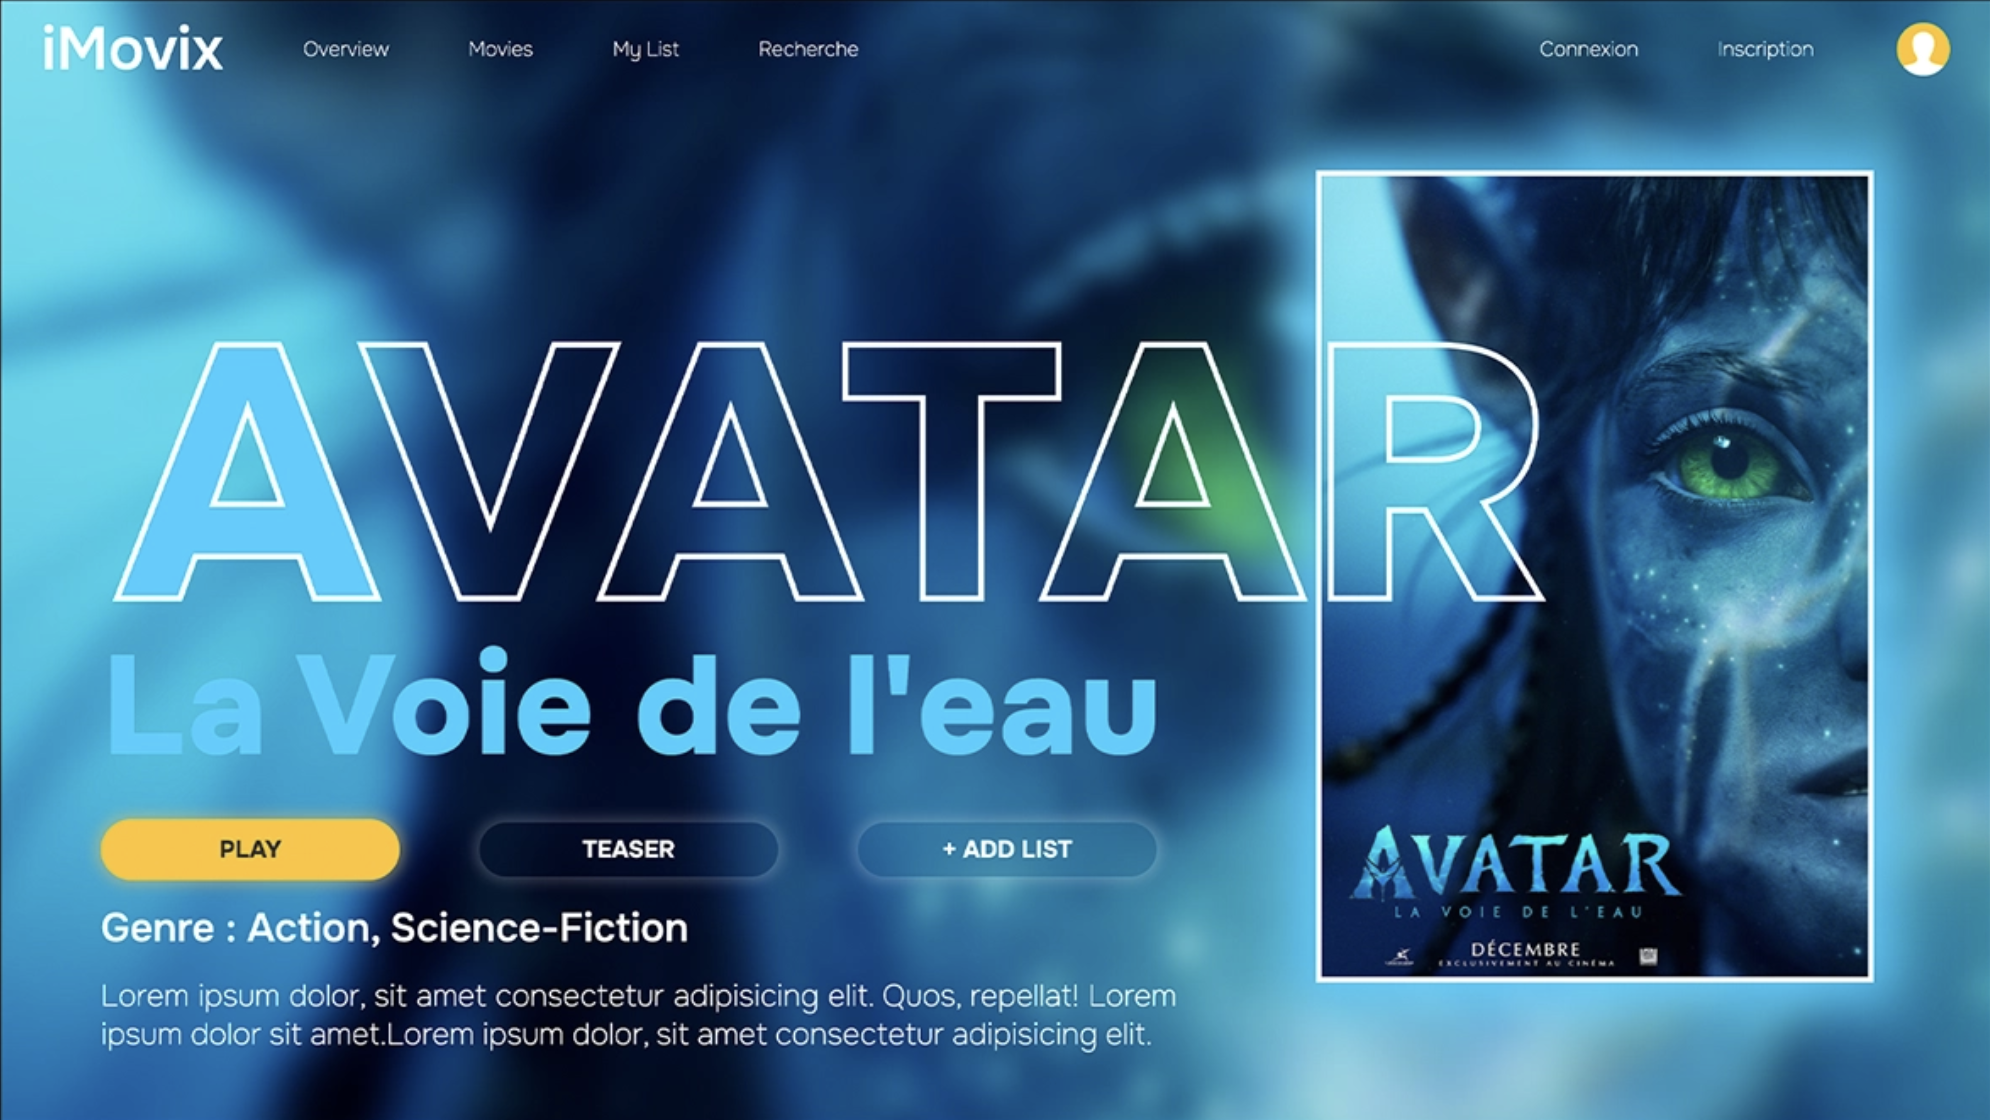 iMovix
Overview
Movies
My List
Recherche
Connexion
Inscription
AVATAR
La Voie de l'eau
PLAY
TEASER
+ ADD LIST
Genre : Action, Science-Fiction
Lorem ipsum dolor, sit amet consectetur adipisicing elit. Quos, repellat! Lorem
ipsum dolor sit amet.Lorem ipsum dolor, sit amet consectetur adipisicing elit.
AVATAR
LA VOIE DE L'EAU
DÉCEMBRE
EXCLUSIVEMENT AU CINÉMA